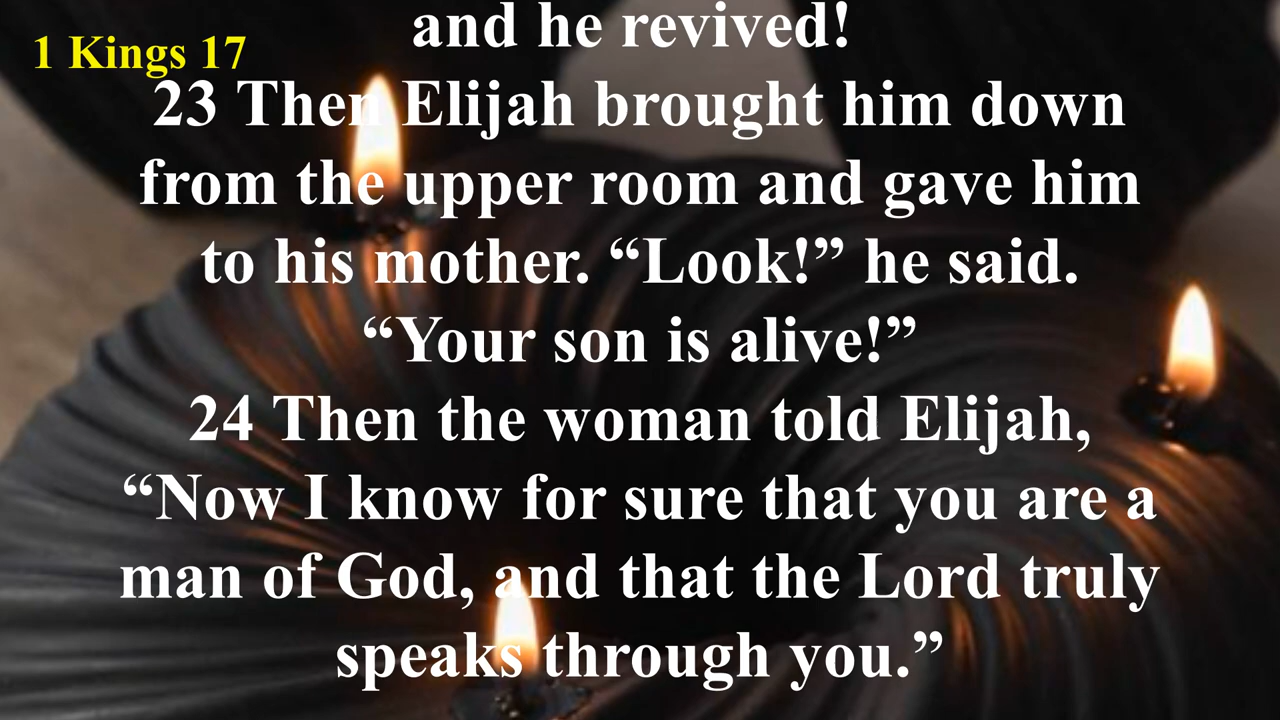 and he revived!
1 Kings 17
23 Then Elijah brought him down
from the upper room and gave him
to his mother. “Look!” he said.
“Your son is alive!”
24 Then the woman told Elijah,
“Now I know for sure that you are a
man of God, and that the Lord truly
speaks through you.”